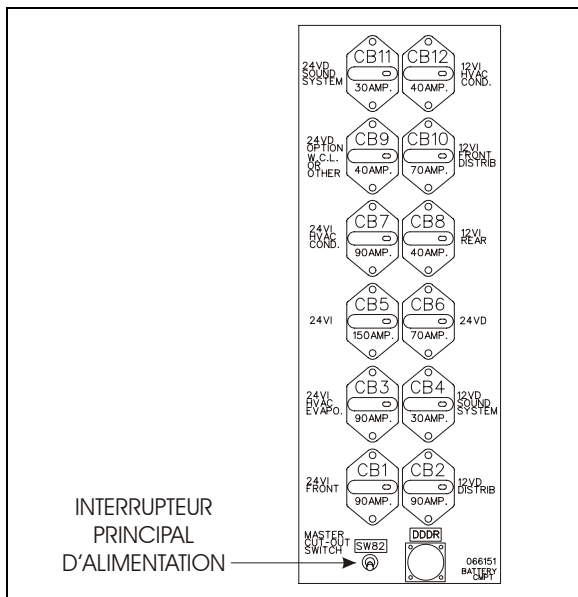 24VD
SOUND
SYSTEM
CB11
30AMP.
CB12
40AMP.
12VI
HVAC
COND.
24VD
OPTION
W.C.L.
OR
OTHER
CB9
40AMP.
CB10
70AMP.
12VI
FRONT
DISTRIB
24VI
HVAC
COND.
CB7
90AMP.
CB8
40AMP.
12VI
REAR
24VI
CB5
150AMP.
CB6
70AMP.
24VD
24VI
HVAC
EVAPO.
CB3
90AMP.
CB4
30AMP.
12VD
SOUND
SYSTEM
24VI
FRONT
CB1
90AMP.
CB2
90AMP.
12VD
DISTRIB
INTERRUPTEUR
PRINCIPAL
D'ALIMENTATION
MASTER
CUT-OUT
SWITCH
SW82
DDDR
066151
BATTERY
CMPT